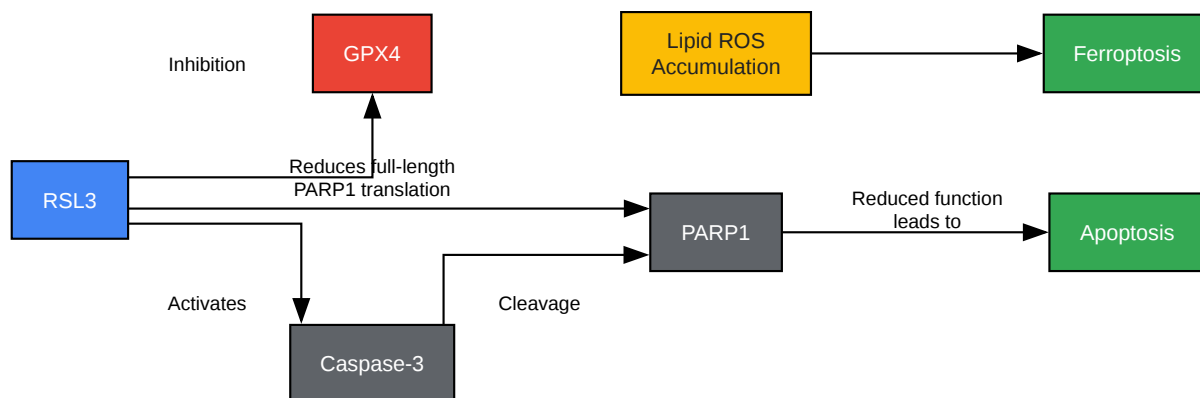 Inhibition
GPX4
Lipid ROS
Accumulation
Ferroptosis
RSL3
Reduces full-length
PARP1 translation
PARP1
Reduced function
leads to
Apoptosis
Activates
Cleavage
Caspase-3